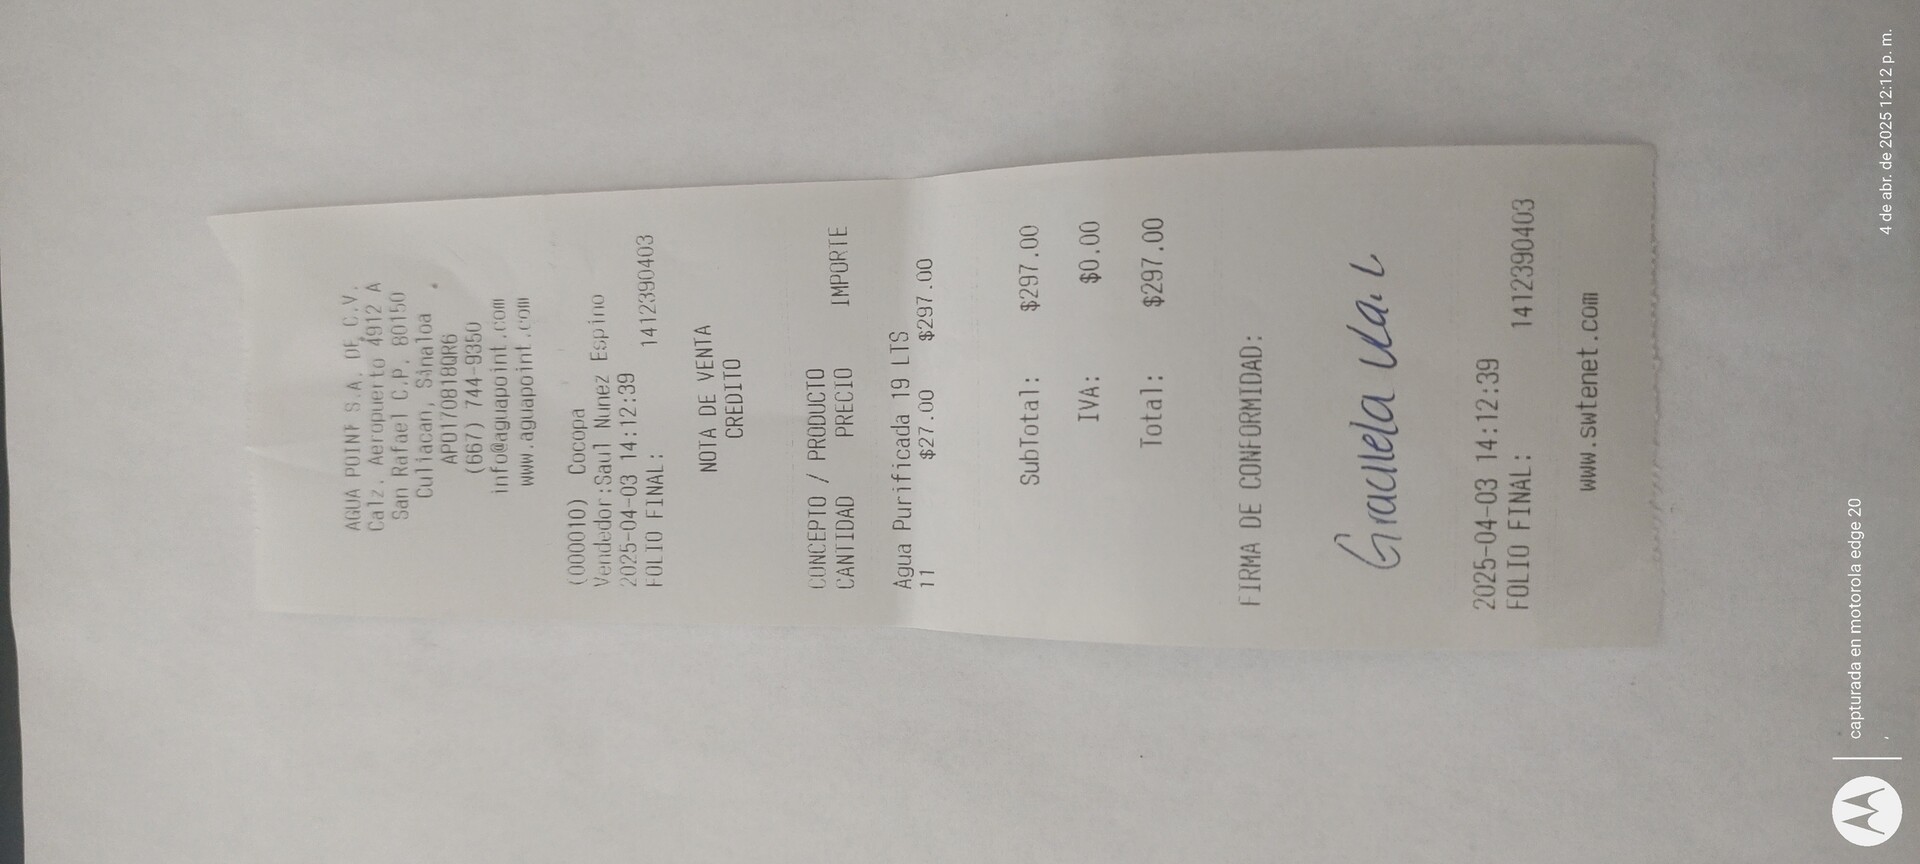 AGUA POINT S.A. DE C.V.
Calz. Aeropuerto 4912 A
San Rafael C.P. 80150
Culiacan, Sinaloa
APO170818QR6
(667) 744-9350
info@aguapoint.com
www.aguapoint.com
(000010) Cocopa
Vendedor:Saul Nunez Espino
2025-04-03 14:12:39
FOLIO FINAL: 1412390403
NOTA DE VENTA
CREDITO
CONCEPTO / PRODUCTO
CANTIDAD PRECIO IMPORTE
Agua Purificada 19 LTS
11 $27.00 $297.00
SubTotal: $297.00
IVA: $0.00
Total: $297.00
FIRMA DE CONFORMIDAD:
Graciela
2025-04-03 14:12:39
FOLIO FINAL: 1412390403
www.swtenet.com
capturada en motorola edge 20
,
4 de abr. de 2025 12:12 p. m.